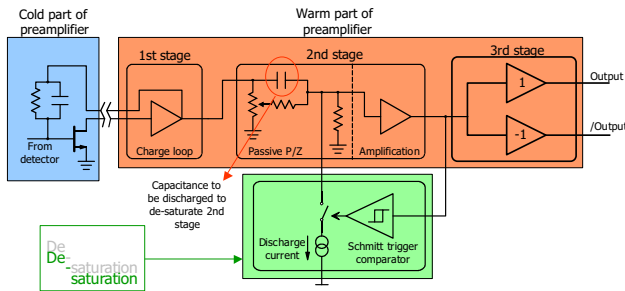 Cold part of
preamplifier
Warm part of
preamplifier
1st stage
2nd stage
3rd stage
1
Output
-1
/Output
From
detector
Charge loop
Passive P/Z
Amplification
Capacitance to
be discharged to
de-saturate 2nd
stage
Discharge
current
Schmitt trigger
comparator
De
De-
-saturation
saturation